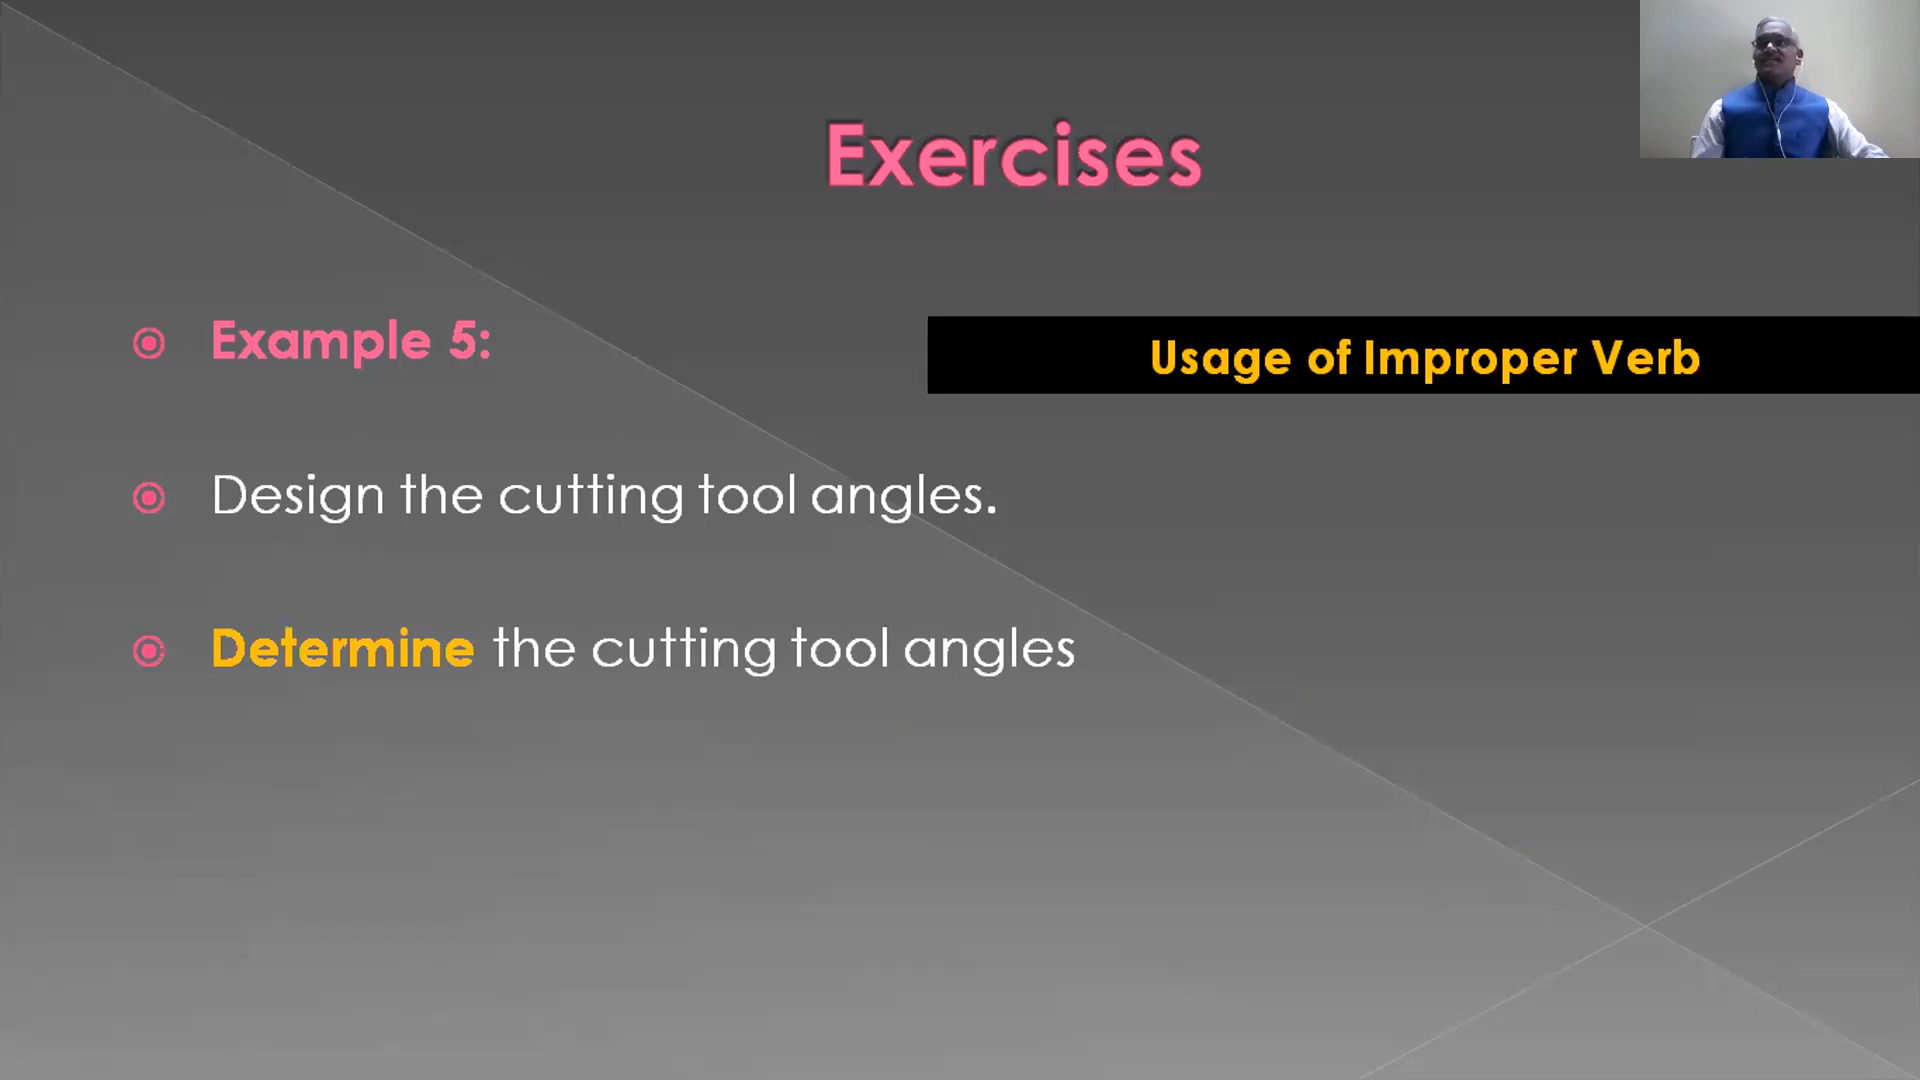 Exercises
Example 5:
Usage of Improper Verb
Design the cutting tool angles.
Determine the cutting tool angles